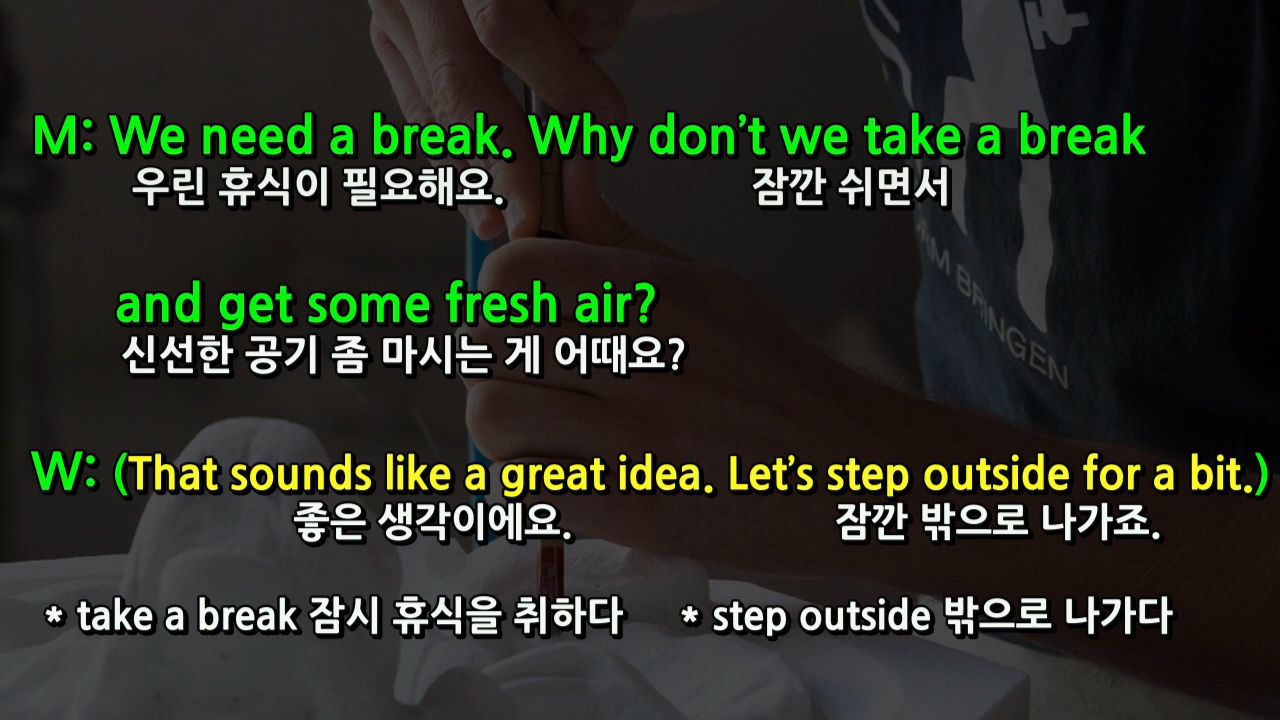 M: We need a break. Why don't we take a break
우린 휴식이 필요해요. 잠깐 쉬면서
and get some fresh air?
신선한 공기 좀 마시는 게 어때요?
W: (That sounds like a great idea. Let's step outside for a bit.)
좋은 생각이에요. 잠깐 밖으로 나가죠.
* take a break 잠시 휴식을 취하다 * step outside 밖으로 나가다
BRINGEN